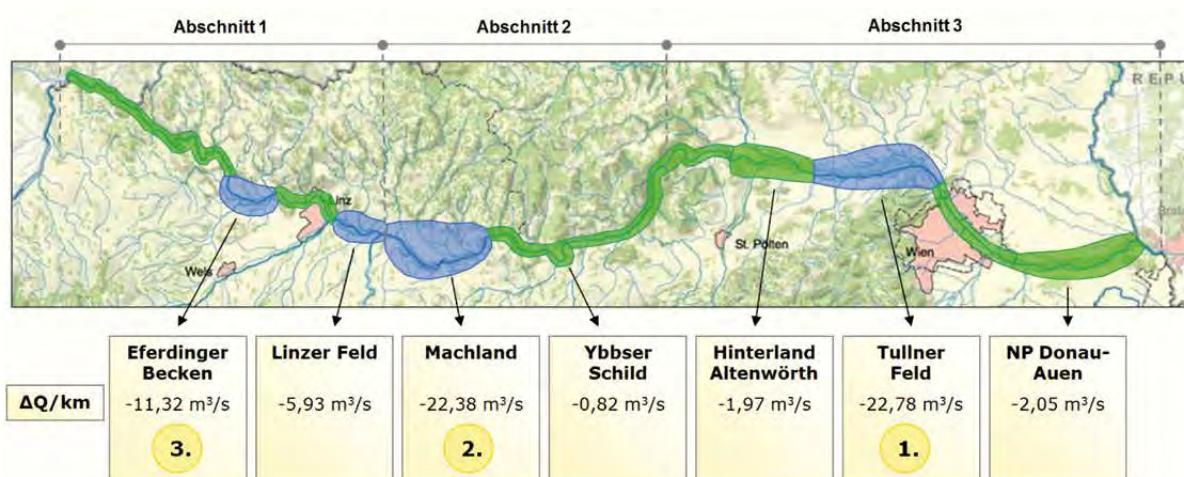 Abschnitt 1
Abschnitt 2
Abschnitt 3
REPU
Linz
Wels
St. Pölten
Wien
Eferdinger
Becken
-11,32 m³/s
3.
Linzer Feld
-5,93 m³/s
Machland
-22,38 m³/s
2.
Ybbser
Schild
-0,82 m³/s
Hinterland
Altenwörth
-1,97 m³/s
Tullner
Feld
-22,78 m³/s
1.
NP Donau-
Auen
-2,05 m³/s
ΔQ/km